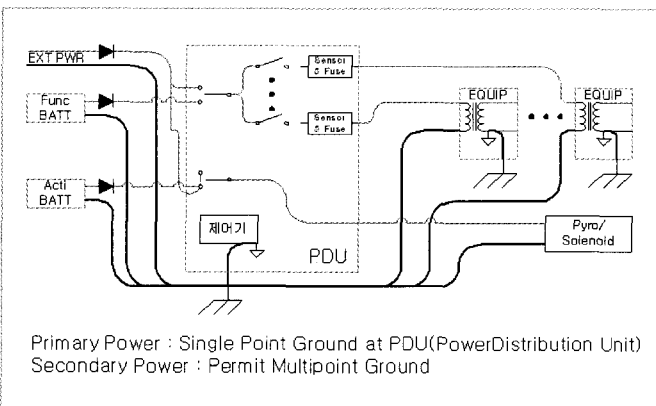 EXT PWR
Func
BATT
Acti
BATT
Sensor
& Fuse
Sensor
& Fuse
EQUIP
EQUIP
제어기
PDU
Pyro/
Solenoid
Primary Power : Single Point Ground at PDU(PowerDistribution Unit)
Secondary Power : Permit Multipoint Ground